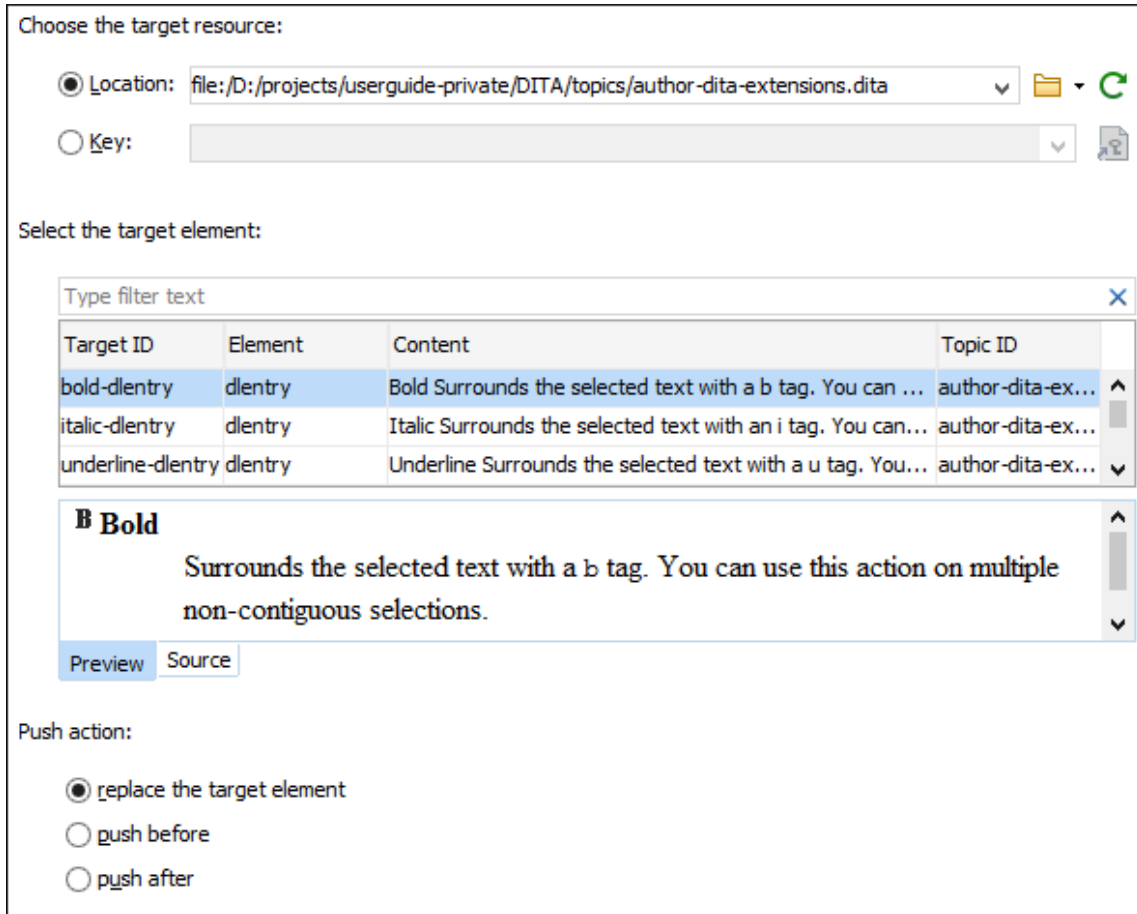 Choose the target resource:
Location: file:/D:/projects/userguide-private/DITA/topics/author-dita-extensions.dita
Key:
Select the target element:
Type filter text
Target ID Element Content Topic ID
bold-dlentry dlentry Bold Surrounds the selected text with a b tag. You can ... author-dita-ex...
italic-dlentry dlentry Italic Surrounds the selected text with an i tag. You can... author-dita-ex...
underline-dlentry dlentry Underline Surrounds the selected text with a u tag. You... author-dita-ex...
B Bold
Surrounds the selected text with a b tag. You can use this action on multiple
non-contiguous selections.
Preview Source
Push action:
replace the target element
push before
push after